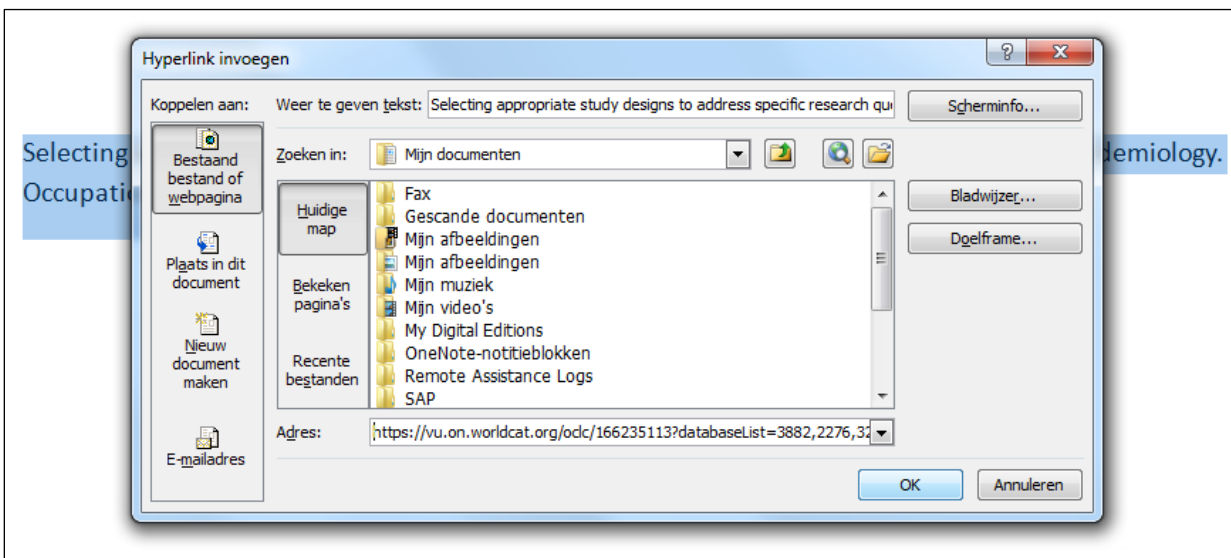 Hyperlink invoegen
Koppelen aan:
Weer te geven tekst: Selecting appropriate study designs to address specific research
Scherminfo...
Selecting
demiology.
Occupati
Bestaand
bestand of
webpagina
Plaats in dit
document
Nieuw
document
maken
E-mailadres
Zoeken in: Mijn documenten
Huidige
map
Bekeken
pagina's
Recente
bestanden
Fax
Gescande documenten
Mijn afbeeldingen
Mijn afbeeldingen
Mijn muziek
Mijn video's
My Digital Editions
OneNote-notitieblokken
Remote Assistance Logs
SAP
Bladwijzer...
Doelframe...
Adres: https://vu.on.worldcat.org/oclc/166235113?databaseList=3882,2276,32
OK
Annuleren